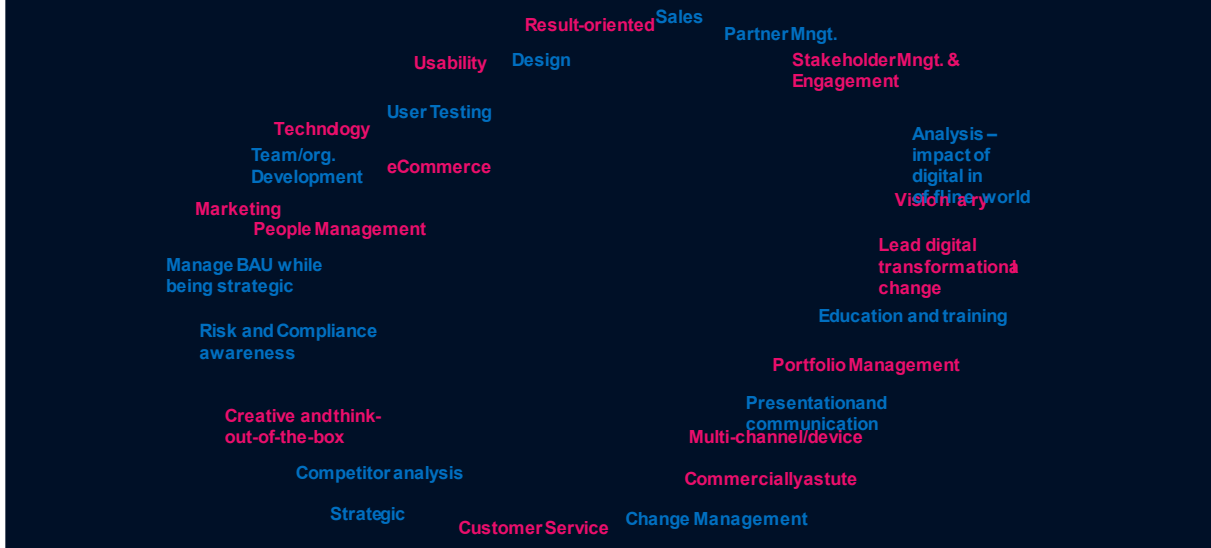 Result-oriented
Sales
Partner Mngt.
Usability
Design
Stakeholder Mngt. &
Engagement
User Testing
Technology
Analysis –
impact of
digital in
offline world
Team/org.
Development
eCommerce
Visionary
Marketing
People Management
Lead digital
transformational
change
Manage BAU while
being strategic
Education and training
Risk and Compliance
awareness
Portfolio Management
Presentation and
communication
Creative and think-
out-of-the-box
Multi-channel/device
Competitor analysis
Commercially astute
Strategic
Customer Service
Change Management